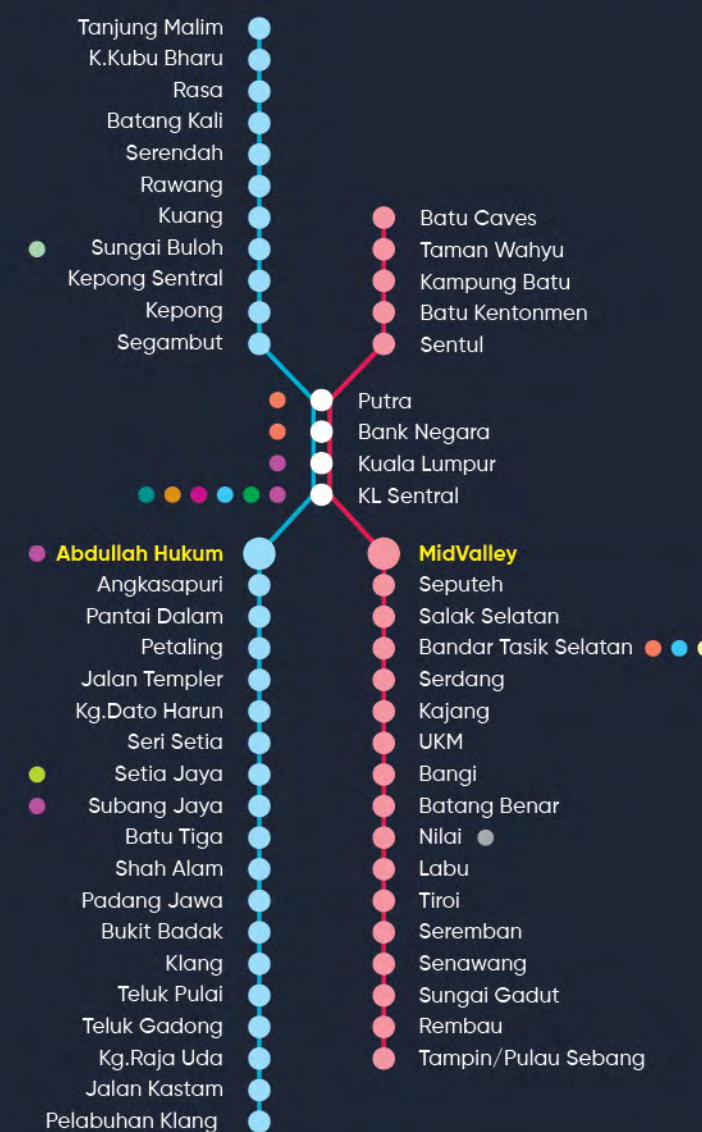 Tanjung Malim
K.Kubu Bharu
Rasa
Batang Kali
Serendah
Rawang
Kuang
Sungai Buloh
Kepong Sentral
Kepong
Segambut
Batu Caves
Taman Wahyu
Kampung Batu
Batu Kentonmen
Sentul
Putra
Bank Negara
Kuala Lumpur
KL Sentral
Abdullah Hukum
Angkasapuri
Pantai Dalam
Petaling
Jalan Templer
Kg.Dato Harun
Seri Setia
Setia Jaya
Subang Jaya
Batu Tiga
Shah Alam
Padang Jawa
Bukit Badak
Klang
Teluk Pulai
Teluk Gadong
Kg.Raja Uda
Jalan Kastam
Pelabuhan Klang
MidValley
Seputeh
Salak Selatan
Bandar Tasik Selatan
Serdang
Kajang
UKM
Bangi
Batang Benar
Nilai
Labu
Tiroi
Seremban
Senawang
Sungai Gadut
Rembau
Tampin/Pulau Sebang